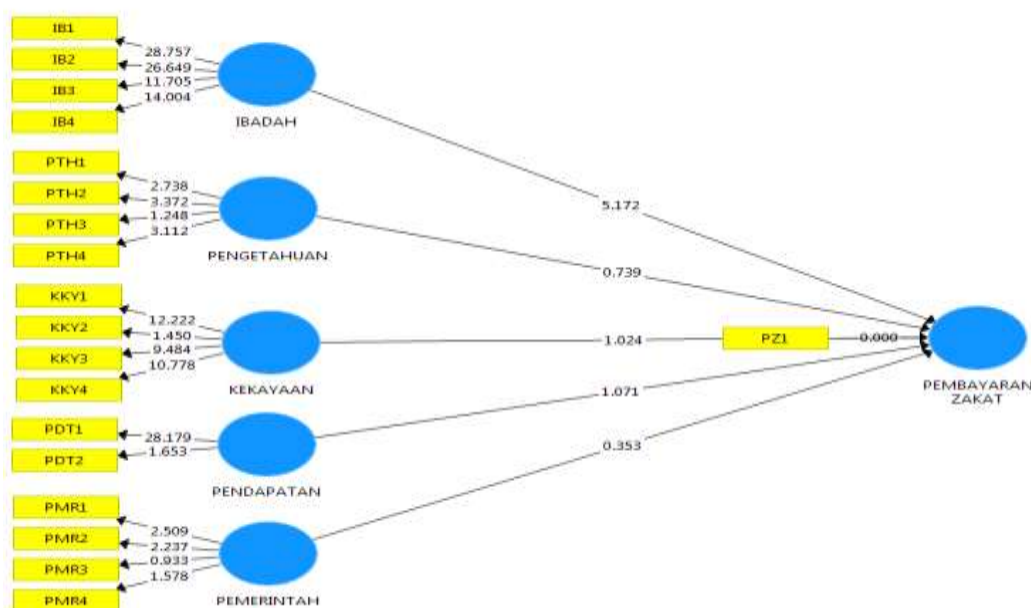 IB1
IB2
IB3
IB4
28.757
26.649
11.705
14.004
IBADAH
5.172
PTH1
PTH2
PTH3
PTH4
2.738
3.372
1.248
3.112
PENGETAHUAN
0.739
KKY1
KKY2
KKY3
KKY4
12.222
1.450
9.484
10.778
KEKAYAAN
1.024
PZ1
0.000
PEMBAYARAN
ZAKAT
PDT1
PDT2
28.179
1.653
PENDAPATAN
1.071
PMR1
PMR2
PMR3
PMR4
2.509
2.237
0.933
1.578
PEMERINTAH
0.353